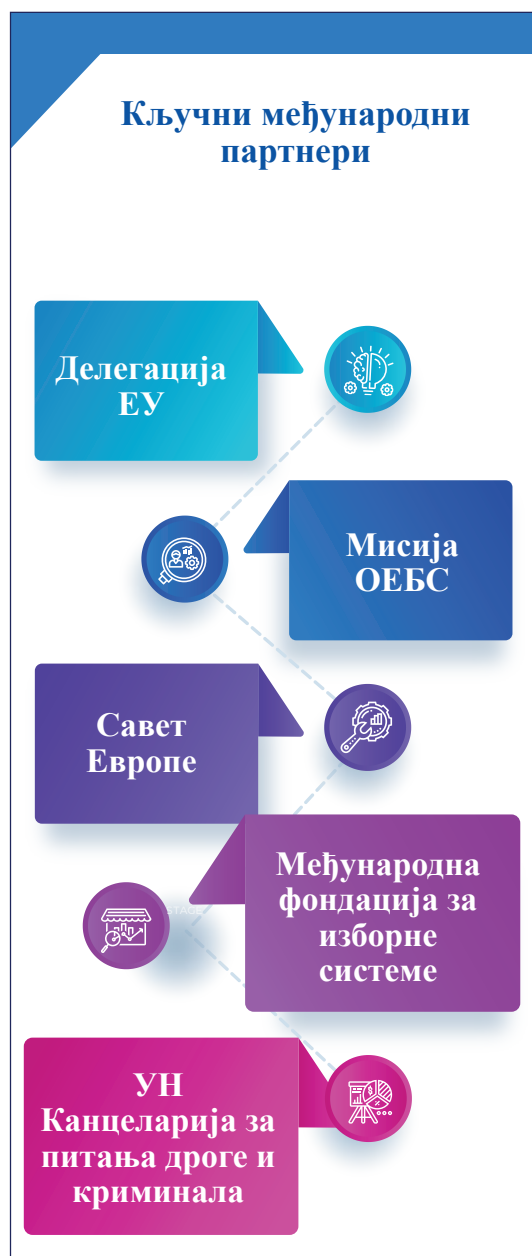 Кључни међународни
партнери
Делегација
ЕУ
Мисија
ОЕБС
Савет
Европе
Међународна
фондација за
изборне
системе
STAGE
УН
Канцеларија за
питања дроге и
криминала